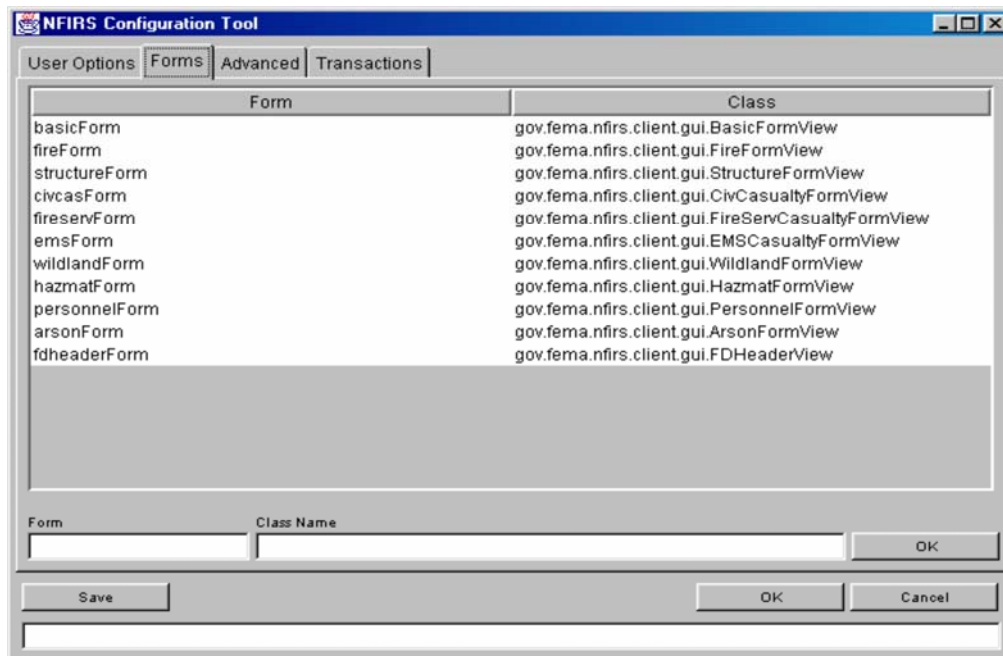 NFIRS Configuration Tool
User Options Forms Advanced Transactions
Form Class
basicForm gov.fema.nfirs.client.gui.BasicFormView
fireForm gov.fema.nfirs.client.gui.FireFormView
structureForm gov.fema.nfirs.client.gui.StructureFormView
civcasForm gov.fema.nfirs.client.gui.CivCasualtyFormView
fireservForm gov.fema.nfirs.client.gui.FireServCasualtyFormView
emsForm gov.fema.nfirs.client.gui.EMSCasualtyFormView
wildlandForm gov.fema.nfirs.client.gui.WildlandFormView
hazmatForm gov.fema.nfirs.client.gui.HazmatFormView
personnelForm gov.fema.nfirs.client.gui.PersonnelFormView
arsonForm gov.fema.nfirs.client.gui.ArsonFormView
fdheaderForm gov.fema.nfirs.client.gui.FDHeaderView
Form Class Name
OK
Save OK Cancel